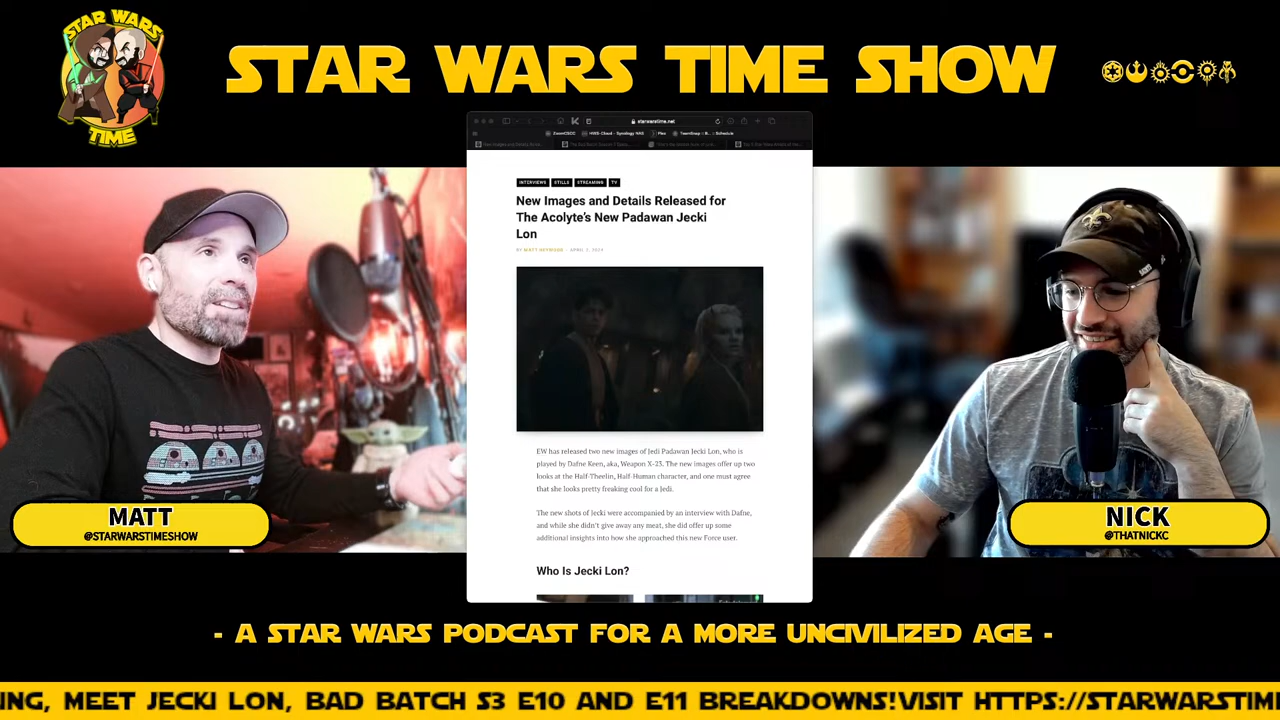 STAR WARS
TIME
STAR WARS TIME SHOW
starwarstime.net
INTERVIEWS STILLS STREAMING TV
New Images and Details Released for
The Acolyte's New Padawan Jecki
Lon
EW has released two new images of Jedi Padawan Jecki Lon, who is
played by Dafne Keen, aka, Weapon X-23. The new images offer up two
looks at the Half-Theelin, Half-Human character, and one must agree
that she looks pretty freaking cool for a Jedi.
The new shots of Jecki were accompanied by an interview with Dafne,
and while she didn't give away any meat, she did offer up some
additional insights into how she approached this new Force user.
Who Is Jecki Lon?
MATT
@STARWARSTIMESHOW
NICK
@THATNICKC
- A STAR WARS PODCAST FOR A MORE UNCIVILIZED AGE -
ING, MEET JECKI LON, BAD BATCH S3 E10 AND E11 BREAKDOWNS!VISIT HTTPS://STARWARSTIM